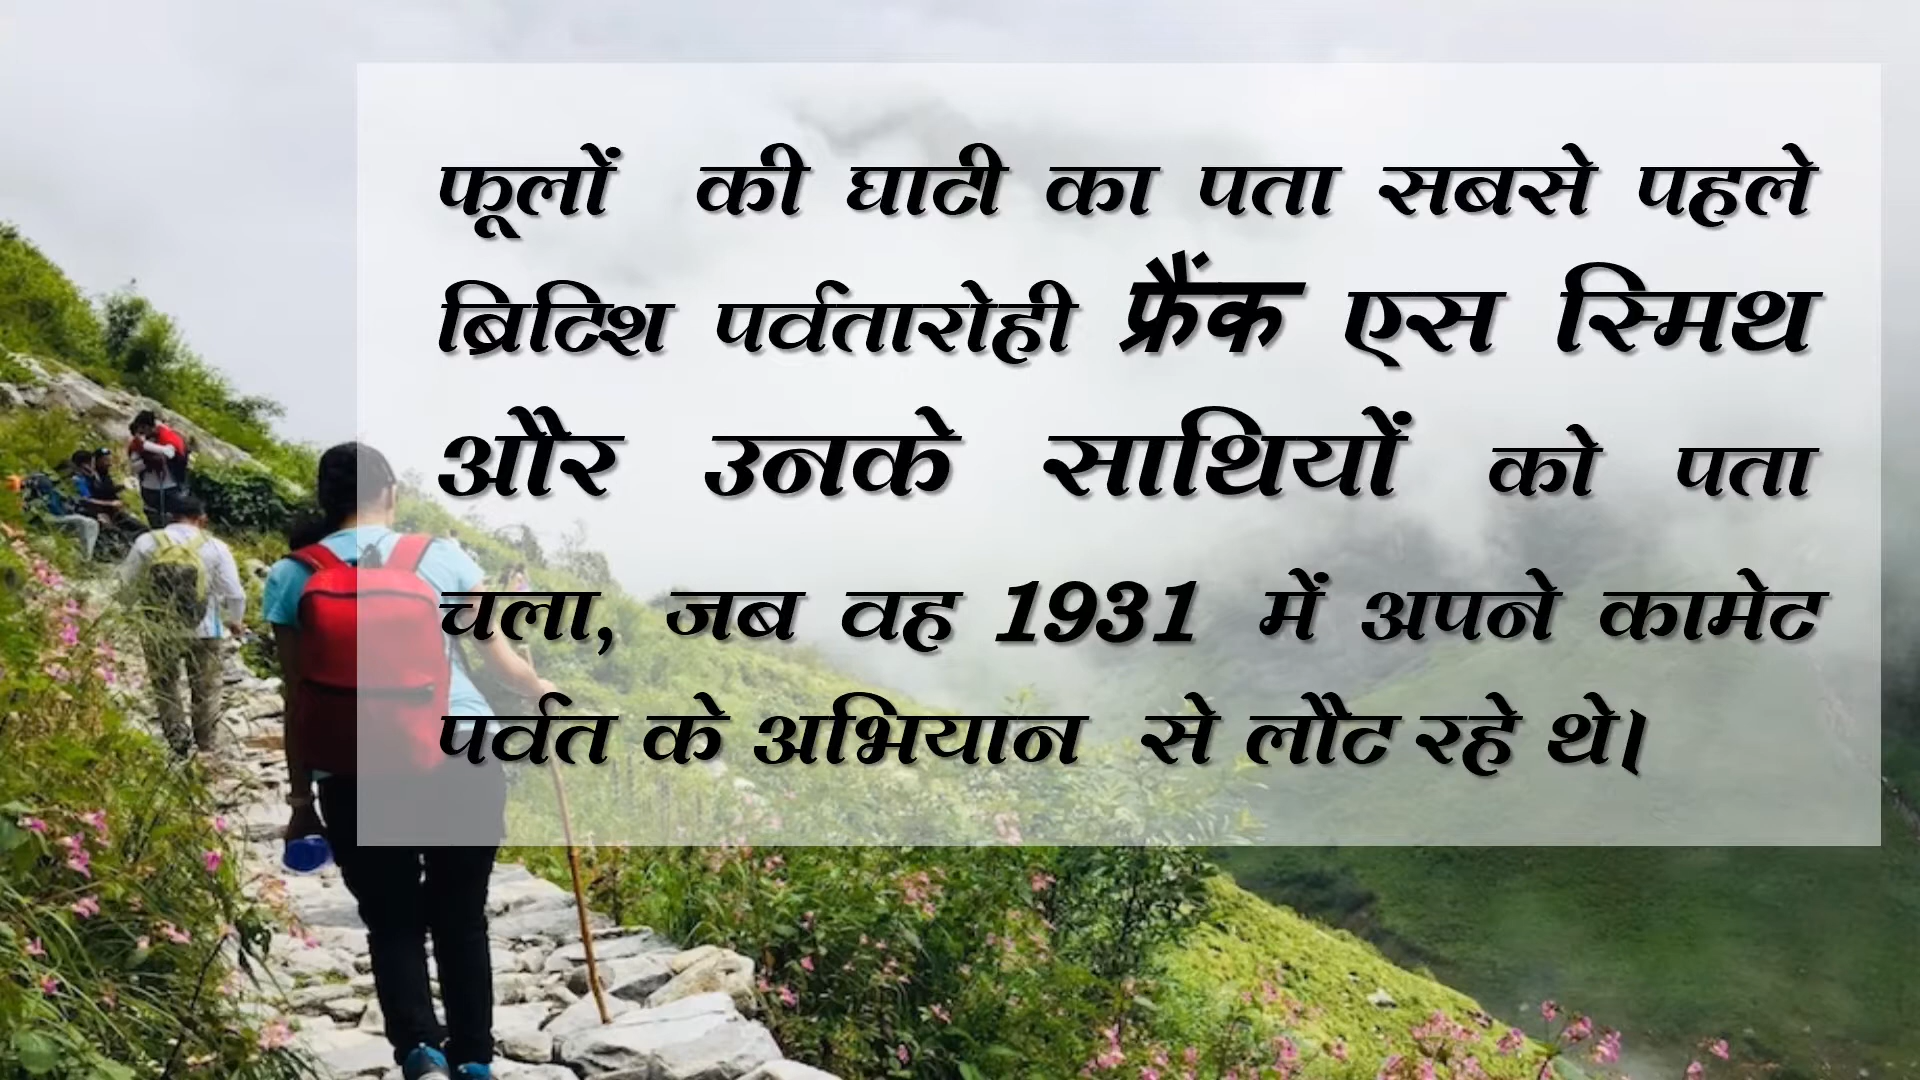 फूलों की घाटी का पता सबसे पहले
ब्रिटिश पर्वतारोही फ्रैंक एस स्मिथ
और उनके साथियों को पता
चला, जब वह 1931 में अपने कामेट
पर्वत के अभियान से लौट रहे थे।